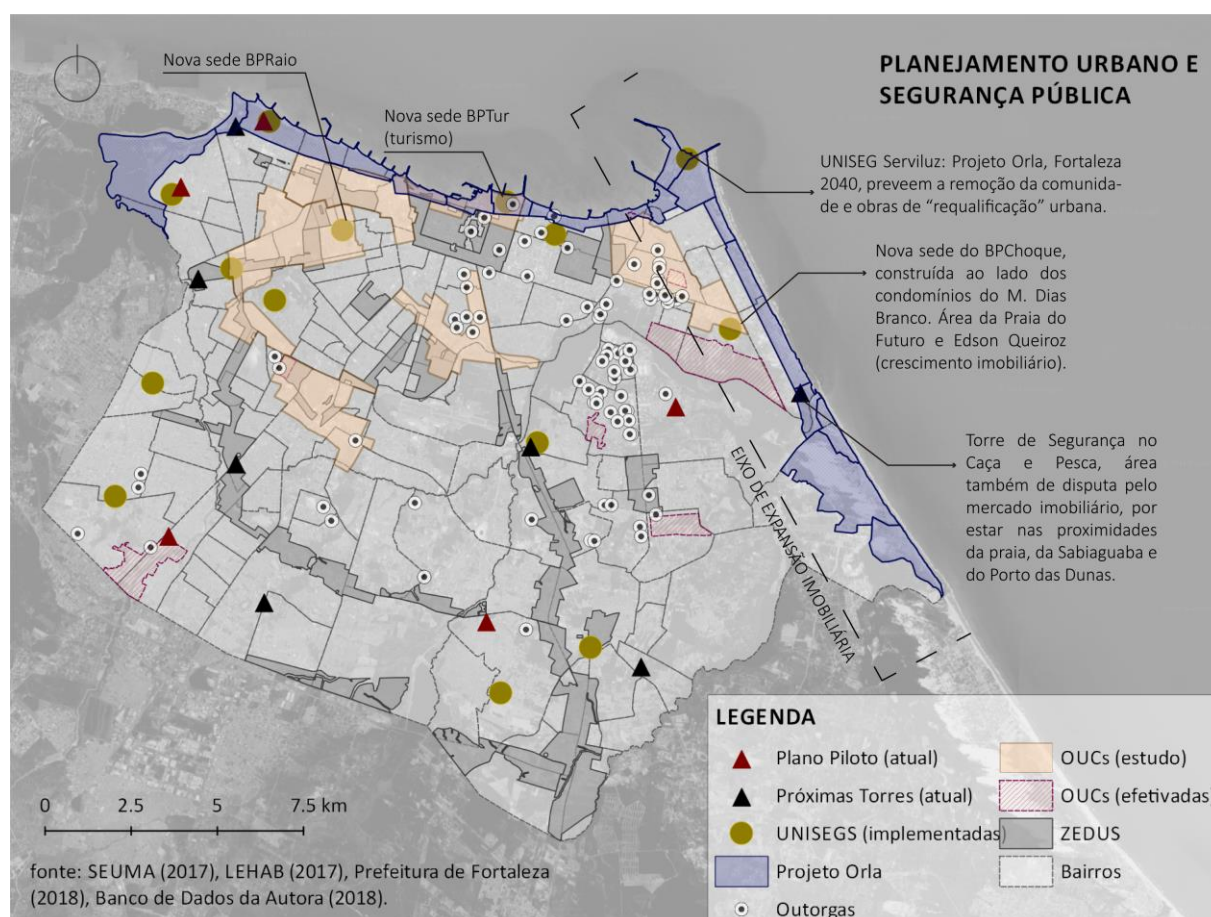 PLANEJAMENTO URBANO E
SEGURANÇA PÚBLICA
Nova sede BPRaio
Nova sede BPTur
(turismo)
UNISEG Serviluz: Projeto Orla, Fortaleza
2040, preveem a remoção da comunida-
de e obras de “requalificação” urbana.
Nova sede do BPChoque,
construída ao lado dos
condomínios do M. Dias
Branco. Área da Praia do
Futuro e Edson Queiroz
(crescimento imobiliário).
Torre de Segurança no
Caça e Pesca, área
também de disputa pelo
mercado imobiliário, por
estar nas proximidades
da praia, da Sabiaguaba e
do Porto das Dunas.
EIXO DE EXPANSÃO IMOBILIÁRIA
0 2.5 5 7.5 km
fonte: SEUMA (2017), LEHAB (2017), Prefeitura de Fortaleza
(2018), Banco de Dados da Autora (2018).
LEGENDA
Plano Piloto (atual)
Próximas Torres (atual)
UNISEGS (implementadas)
Projeto Orla
Outorgas
OUCs (estudo)
OUCs (efetivadas
ZEDUS
Bairros